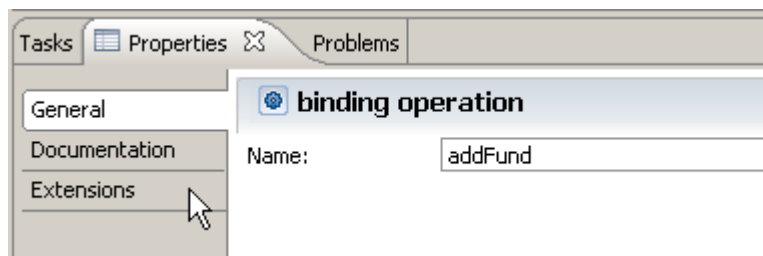 Tasks Properties Problems
General
binding operation
Documentation
Name: addFund
Extensions